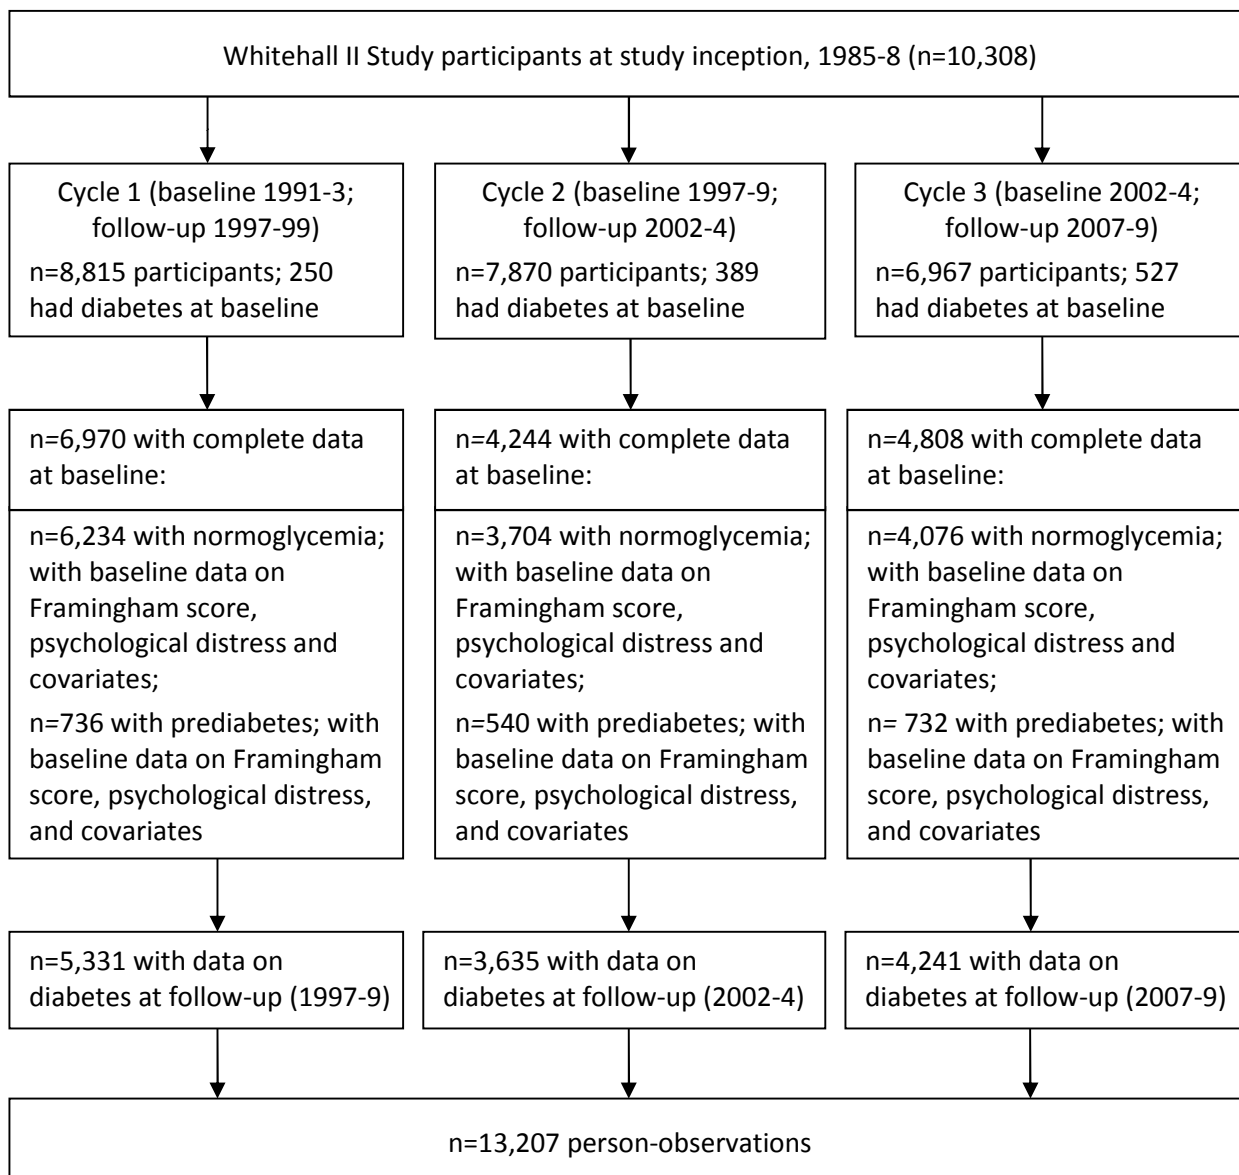 Whitehall II Study participants at study inception, 1985-8 (n=10,308)
Cycle 1 (baseline 1991-3;
follow-up 1997-99)
n=8,815 participants; 250
had diabetes at baseline
Cycle 2 (baseline 1997-9;
follow-up 2002-4)
n=7,870 participants; 389
had diabetes at baseline
Cycle 3 (baseline 2002-4;
follow-up 2007-9)
n=6,967 participants; 527
had diabetes at baseline
n=6,970 with complete data
at baseline:
n=6,234 with normoglycemia;
with baseline data on
Framingham score,
psychological distress and
covariates;
n=736 with prediabetes; with
baseline data on Framingham
score, psychological distress,
and covariates
n=4,244 with complete data
at baseline:
n=3,704 with normoglycemia;
with baseline data on
Framingham score,
psychological distress and
covariates;
n=540 with prediabetes; with
baseline data on Framingham
score, psychological distress,
and covariates
n=4,808 with complete data
at baseline:
n=4,076 with normoglycemia;
with baseline data on
Framingham score,
psychological distress and
covariates;
n= 732 with prediabetes; with
baseline data on Framingham
score, psychological distress,
and covariates
n=5,331 with data on
diabetes at follow-up (1997-9)
n=3,635 with data on
diabetes at follow-up (2002-4)
n=4,241 with data on
diabetes at follow-up (2007-9)
n=13,207 person-observations